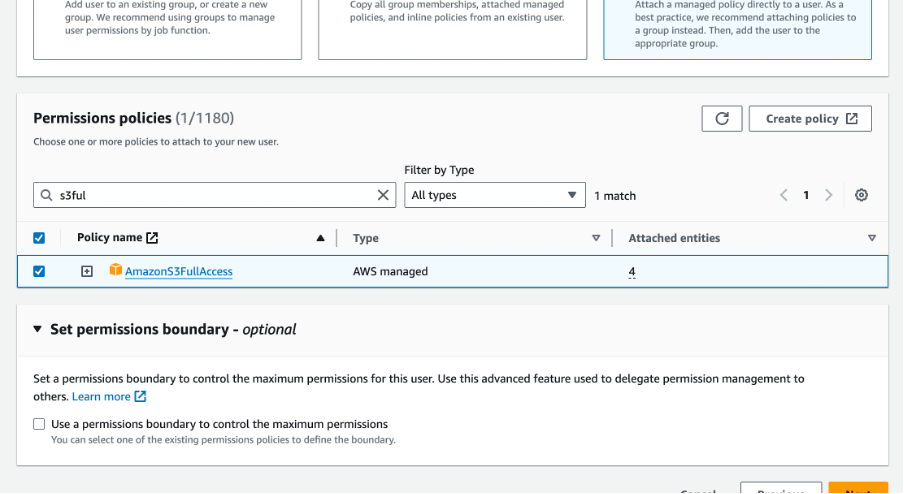 Add user to an existing group, or create a new
group. We recommend using groups to manage
user permissions by job function.
Copy all group memberships, attached managed
policies, and inline policies from an existing user.
Attach a managed policy directly to a user. As a
best practice, we recommend attaching policies to
a group instead. Then, add the user to the
appropriate group.
Permissions policies (1/1180)
Create policy
Choose one or more policies to attach to your new user.
Filter by Type
s3ful
All types
1 match
1
Policy name
Type
Attached entities
AmazonS3FullAccess
AWS managed
4
Set permissions boundary - optional
Set a permissions boundary to control the maximum permissions for this user. Use this advanced feature used to delegate permission management to
others. Learn more
Use a permissions boundary to control the maximum permissions
You can select one of the existing permissions policies to define the boundary.
Cancel
Previous
Next